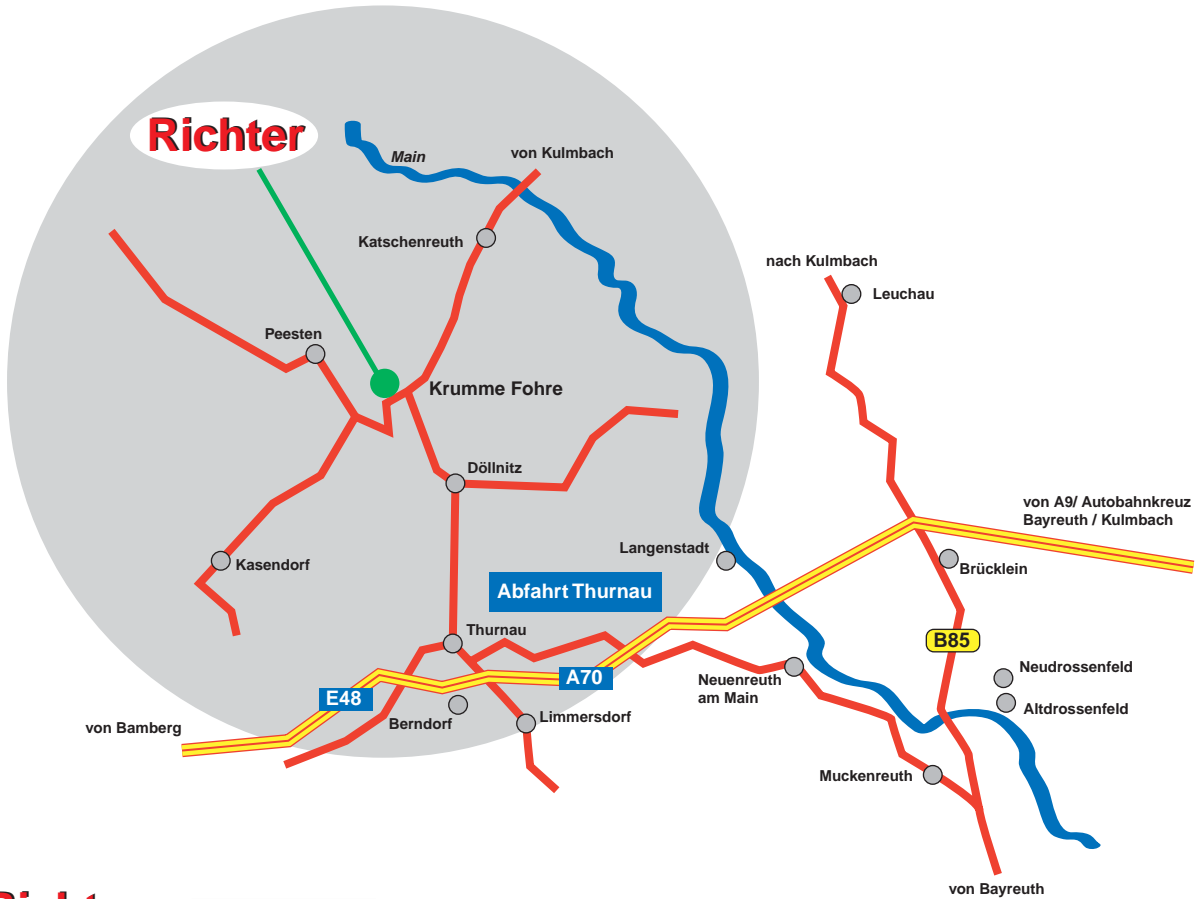 Richter
Main
von Kulmbach
Katschenreuth
nach Kulmbach
Leuchau
Peesten
Krumme Fohre
Döllnitz
von A9/ Autobahnkreuz
Bayreuth / Kulmbach
Langenstadt
Kasendorf
Brücklein
Abfahrt Thurnau
Thurnau
B85
Neudrossenfeld
A70
Neuenreuth
am Main
E48
Altdrossenfeld
Berndorf
Limmersdorf
von Bamberg
Muckenreuth
von Bayreuth